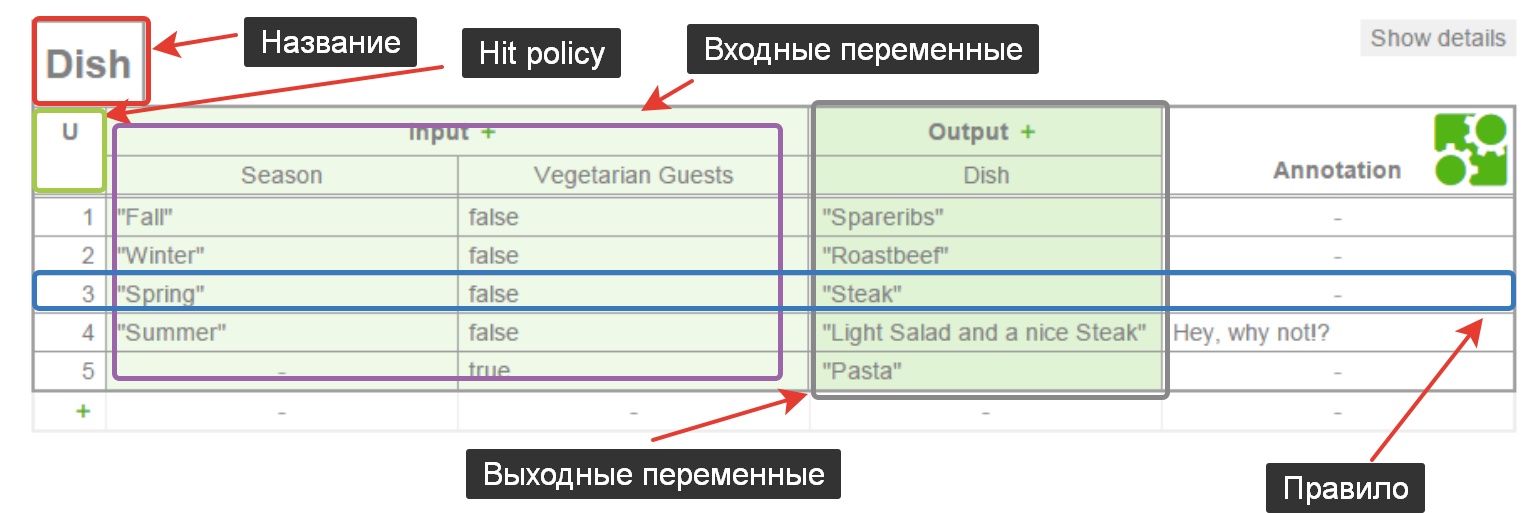 Название
Hit policy
Входные переменные
Show details
Dish
U Input + Output +
Season Vegetarian Guests Dish Annotation
1 "Fall" false "Spareribs" -
2 "Winter" false "Roastbeef" -
3 "Spring" false "Steak" -
4 "Summer" false "Light Salad and a nice Steak" Hey, why not!?
5 - true "Pasta" -
+ - - - -
Выходные переменные
Правило